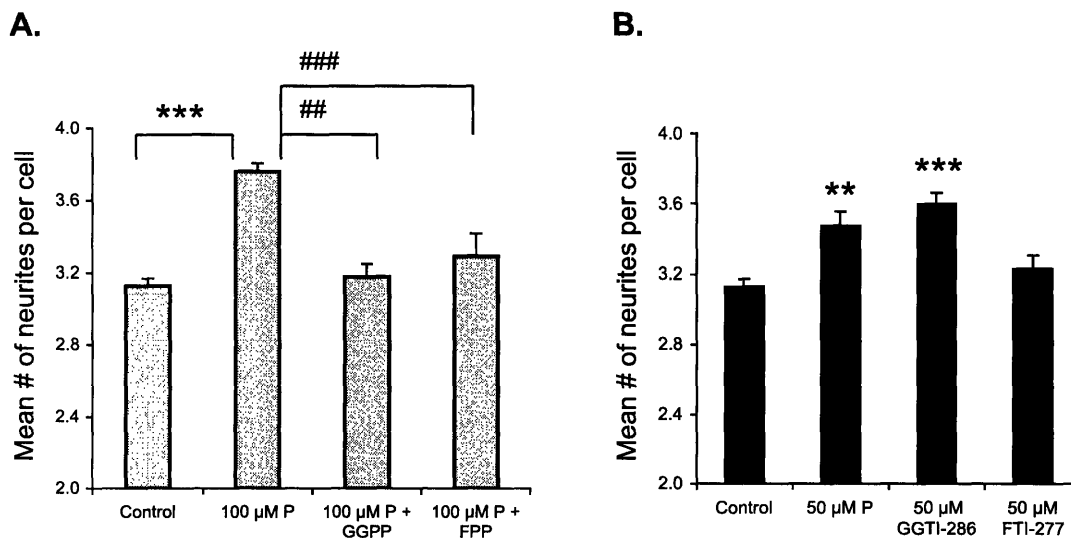 A.
###
##
***
4.0
3.6
3.2
2.8
2.4
2.0
Mean # of neurites per cell
Control
100 µM P
100 µM P +
GGPP
100 µM P +
FPP
B.
4.0
3.6
3.2
2.8
2.4
2.0
Mean # of neurites per cell
**
***
Control
50 µM P
50 µM
GGTI-286
50 µM
FTI-277